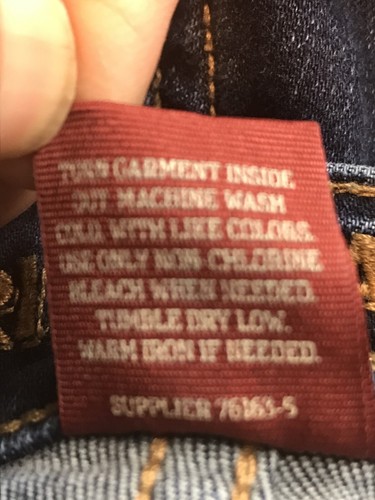 TURN GARMENT INSIDE
OUT MACHINE WASH
COLD, WITH LIKE COLORS.
USE ONLY NON-CHLORINE
BLEACH WHEN NEEDED.
TUMBLE DRY LOW.
WARM IRON IF NEEDED.
SUPPLIER 76163-5